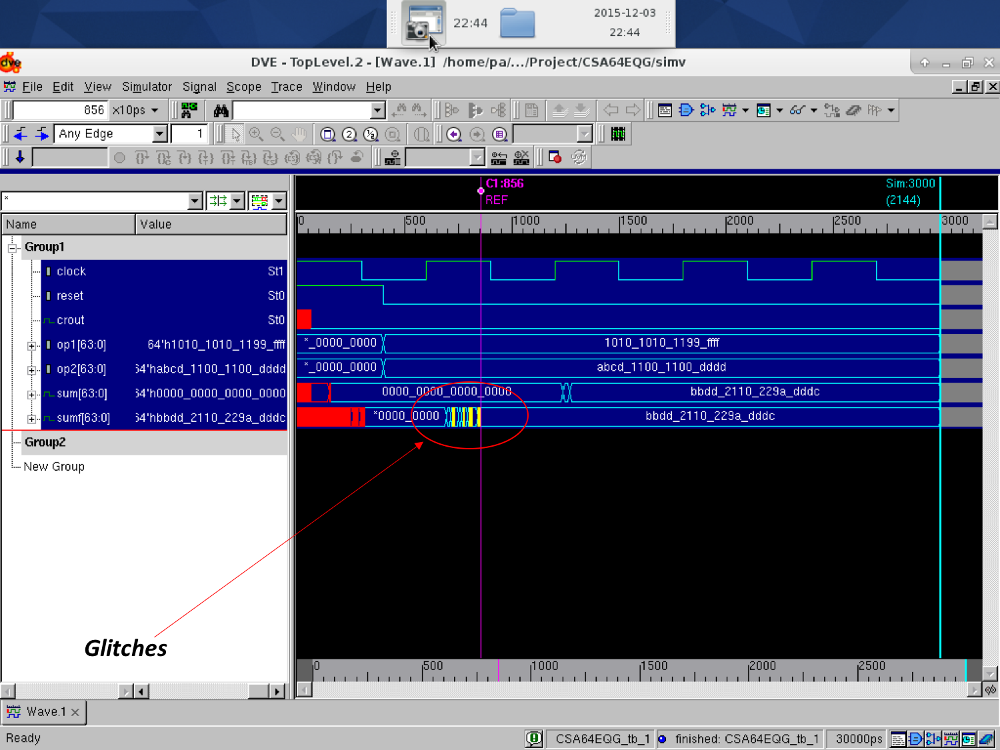 22:44
2015-12-03
22:44
dve
DVE - TopLevel.2 - [Wave.1] /home/pa/.../Project/CSA64EQG/simv
File Edit View Simulator Signal Scope Trace Window Help
856 x10ps
Any Edge 1
C1:856
REF
Sim:3000
(2144)
*
Name Value
0 500 1000 1500 2000 2500 3000
Group1
clock St1
reset St0
crout St0
op1[63:0] 64'h1010_1010_1199_ffff *_0000_0000 1010_1010_1199_ffff
op2[63:0] 34'habcd_1100_1100_dddd *_0000_0000 abcd_1100_1100_dddd
sum[63:0] 34'h0000_0000_0000_0000 0000_0000_0000_0000 bbdd_2110_229a_dddc
sumf[63:0] 34'hbbdd_2110_229a_dddc *0000_0000 bbdd_2110_229a_dddc
Group2
New Group
Glitches
0 500 1000 1500 2000 2500
Wave.1
Ready CSA64EQG_tb_1 finished: CSA64EQG_tb_1 30000ps